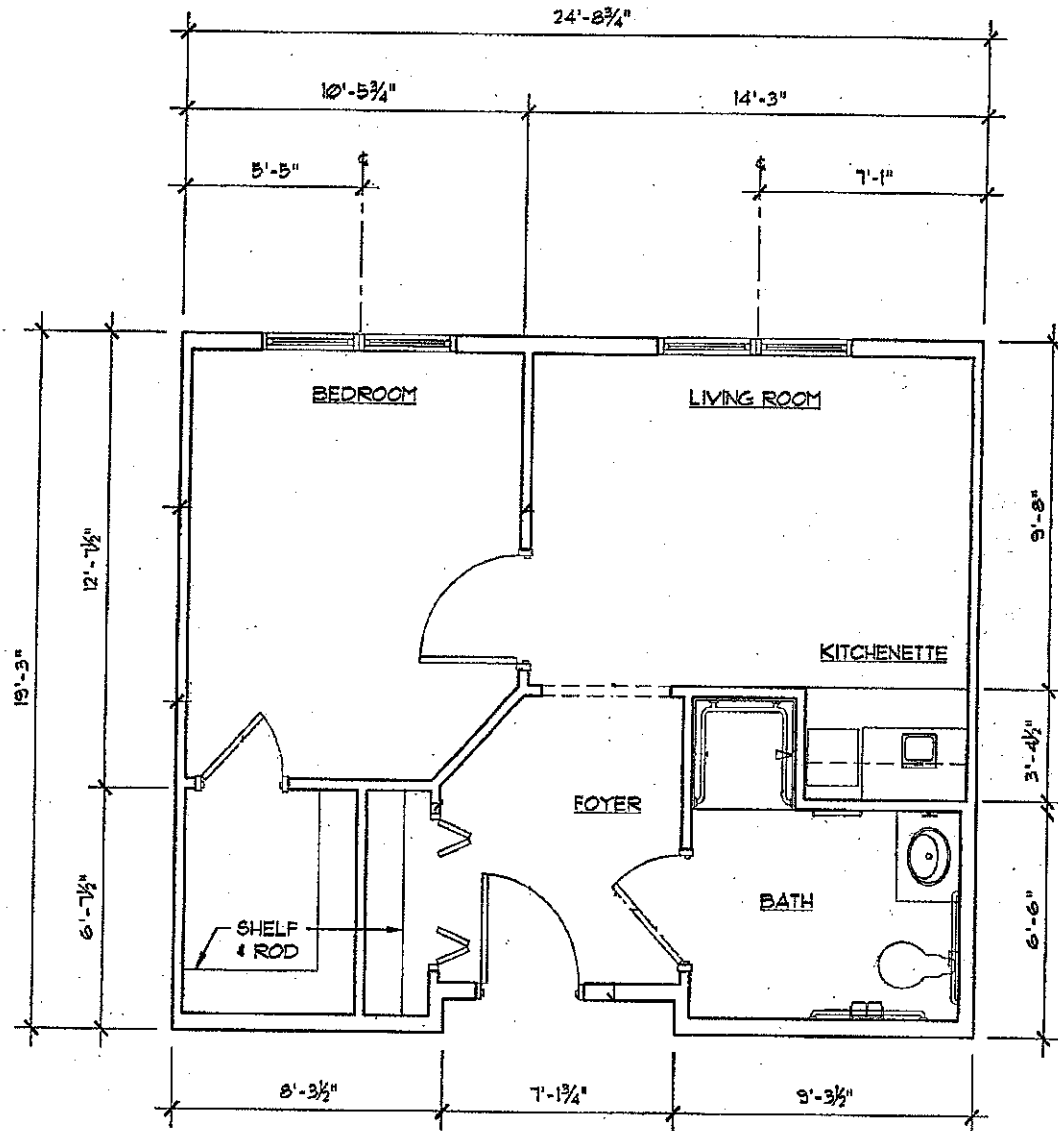 24'-8¾"
10'-5¾"
14'-3"
℄
℄
5'-5"
7'-1"
BEDROOM
LIVING ROOM
9'-8"
12'-7½"
19'-3"
KITCHENETTE
3'-4½"
FOYER
BATH
6'-7½"
6'-6"
SHELF
& ROD
8'-3½"
7'-1¾"
9'-3½"